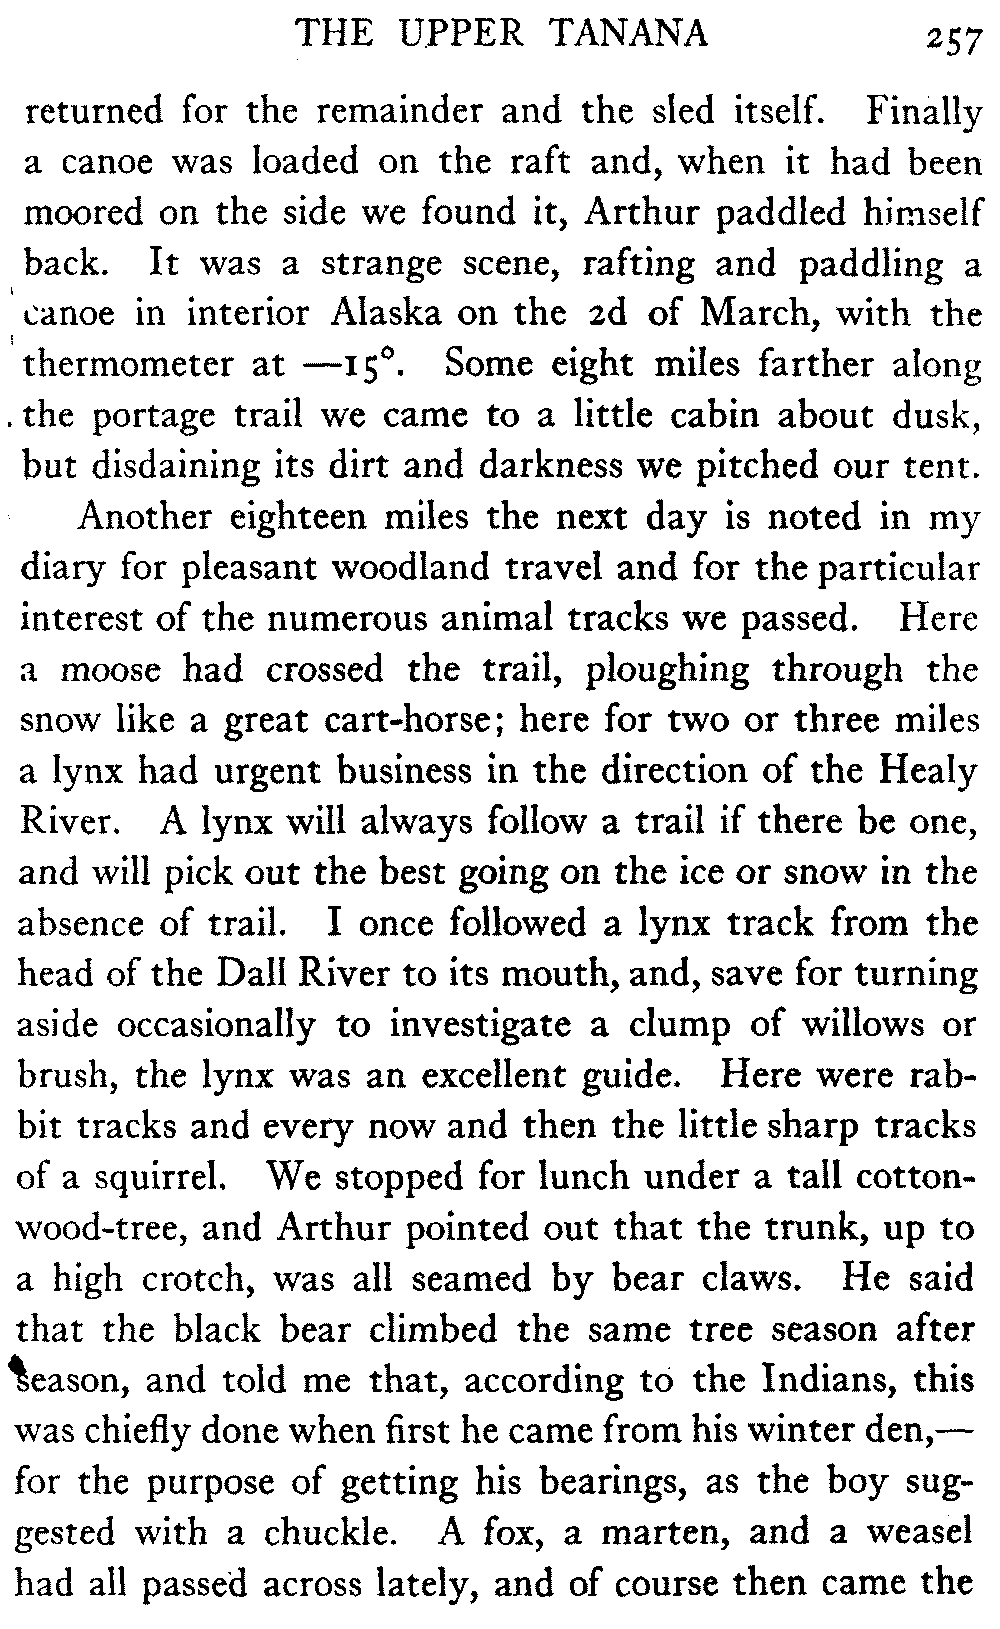 THE UPPER TANANA 257
returned for the remainder and the sled itself. Finally
a canoe was loaded on the raft and, when it had been
moored on the side we found it, Arthur paddled himself
back. It was a strange scene, rafting and paddling a
canoe in interior Alaska on the 2d of March, with the
thermometer at —15°. Some eight miles farther along
the portage trail we came to a little cabin about dusk,
but disdaining its dirt and darkness we pitched our tent.
Another eighteen miles the next day is noted in my
diary for pleasant woodland travel and for the particular
interest of the numerous animal tracks we passed. Here
a moose had crossed the trail, ploughing through the
snow like a great cart-horse; here for two or three miles
a lynx had urgent business in the direction of the Healy
River. A lynx will always follow a trail if there be one,
and will pick out the best going on the ice or snow in the
absence of trail. I once followed a lynx track from the
head of the Dall River to its mouth, and, save for turning
aside occasionally to investigate a clump of willows or
brush, the lynx was an excellent guide. Here were rab-
bit tracks and every now and then the little sharp tracks
of a squirrel. We stopped for lunch under a tall cotton-
wood-tree, and Arthur pointed out that the trunk, up to
a high crotch, was all seamed by bear claws. He said
that the black bear climbed the same tree season after
season, and told me that, according to the Indians, this
was chiefly done when first he came from his winter den,—
for the purpose of getting his bearings, as the boy sug-
gested with a chuckle. A fox, a marten, and a weasel
had all passed across lately, and of course then came the